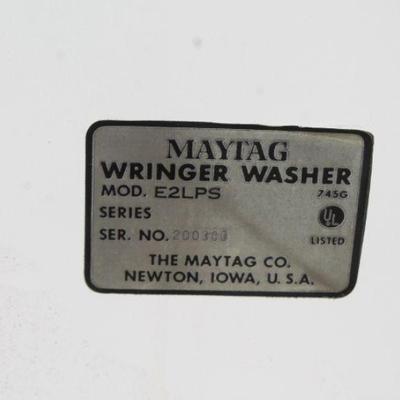 MAYTAG
WRINGER WASHER
MOD. E2LPS 745G
SERIES
UL
SER. NO. LISTED
THE MAYTAG CO.
NEWTON, IOWA, U.S.A.